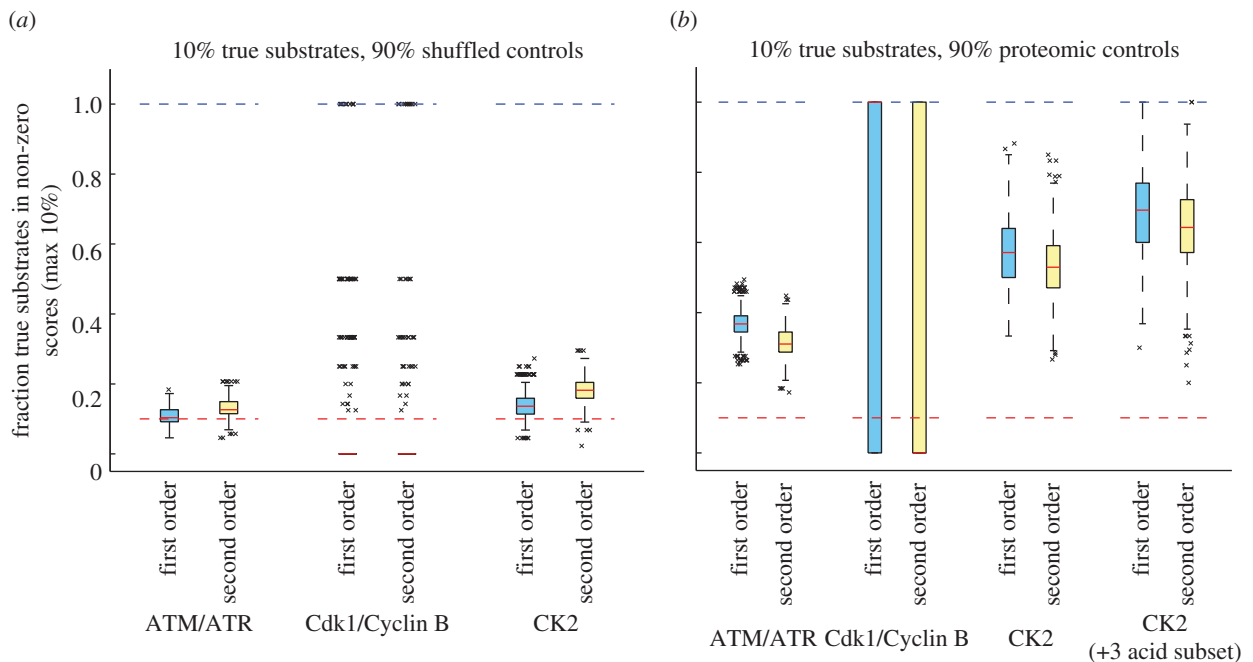 (a)
10% true substrates, 90% shuffled controls
fraction true substrates in non-zero
scores (max 10%)
1.0
0.8
0.6
0.4
0.2
0
first order
second order
first order
second order
first order
second order
ATM/ATR
Cdk1/Cyclin B
CK2
(b)
10% true substrates, 90% proteomic controls
first order
second order
first order
second order
first order
second order
first order
second order
ATM/ATR
Cdk1/Cyclin B
CK2
CK2
(+3 acid subset)